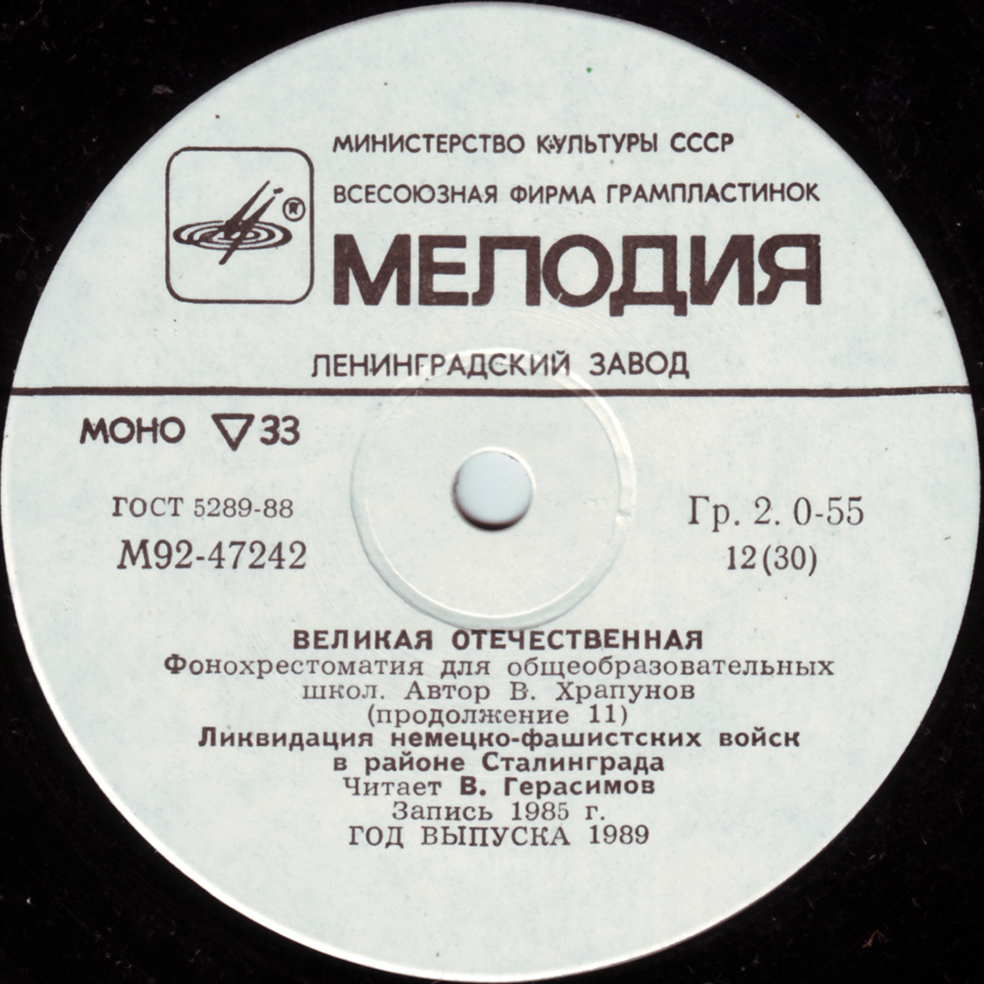 МИНИСТЕРСТВО КУЛЬТУРЫ СССР
ВСЕСОЮЗНАЯ ФИРМА ГРАМПЛАСТИНОК
®
МЕЛОДИЯ
ЛЕНИНГРАДСКИЙ ЗАВОД
МОНО ▽ 33
ГОСТ 5289-88
М92-47242
Гр. 2. 0-55
12(30)
ВЕЛИКАЯ ОТЕЧЕСТВЕННАЯ
Фонохрестоматия для общеобразовательных
школ. Автор В. Храпунов
(продолжение 11)
Ликвидация немецко-фашистских войск
в районе Сталинграда
Читает В. Герасимов
Запись 1985 г.
ГОД ВЫПУСКА 1989